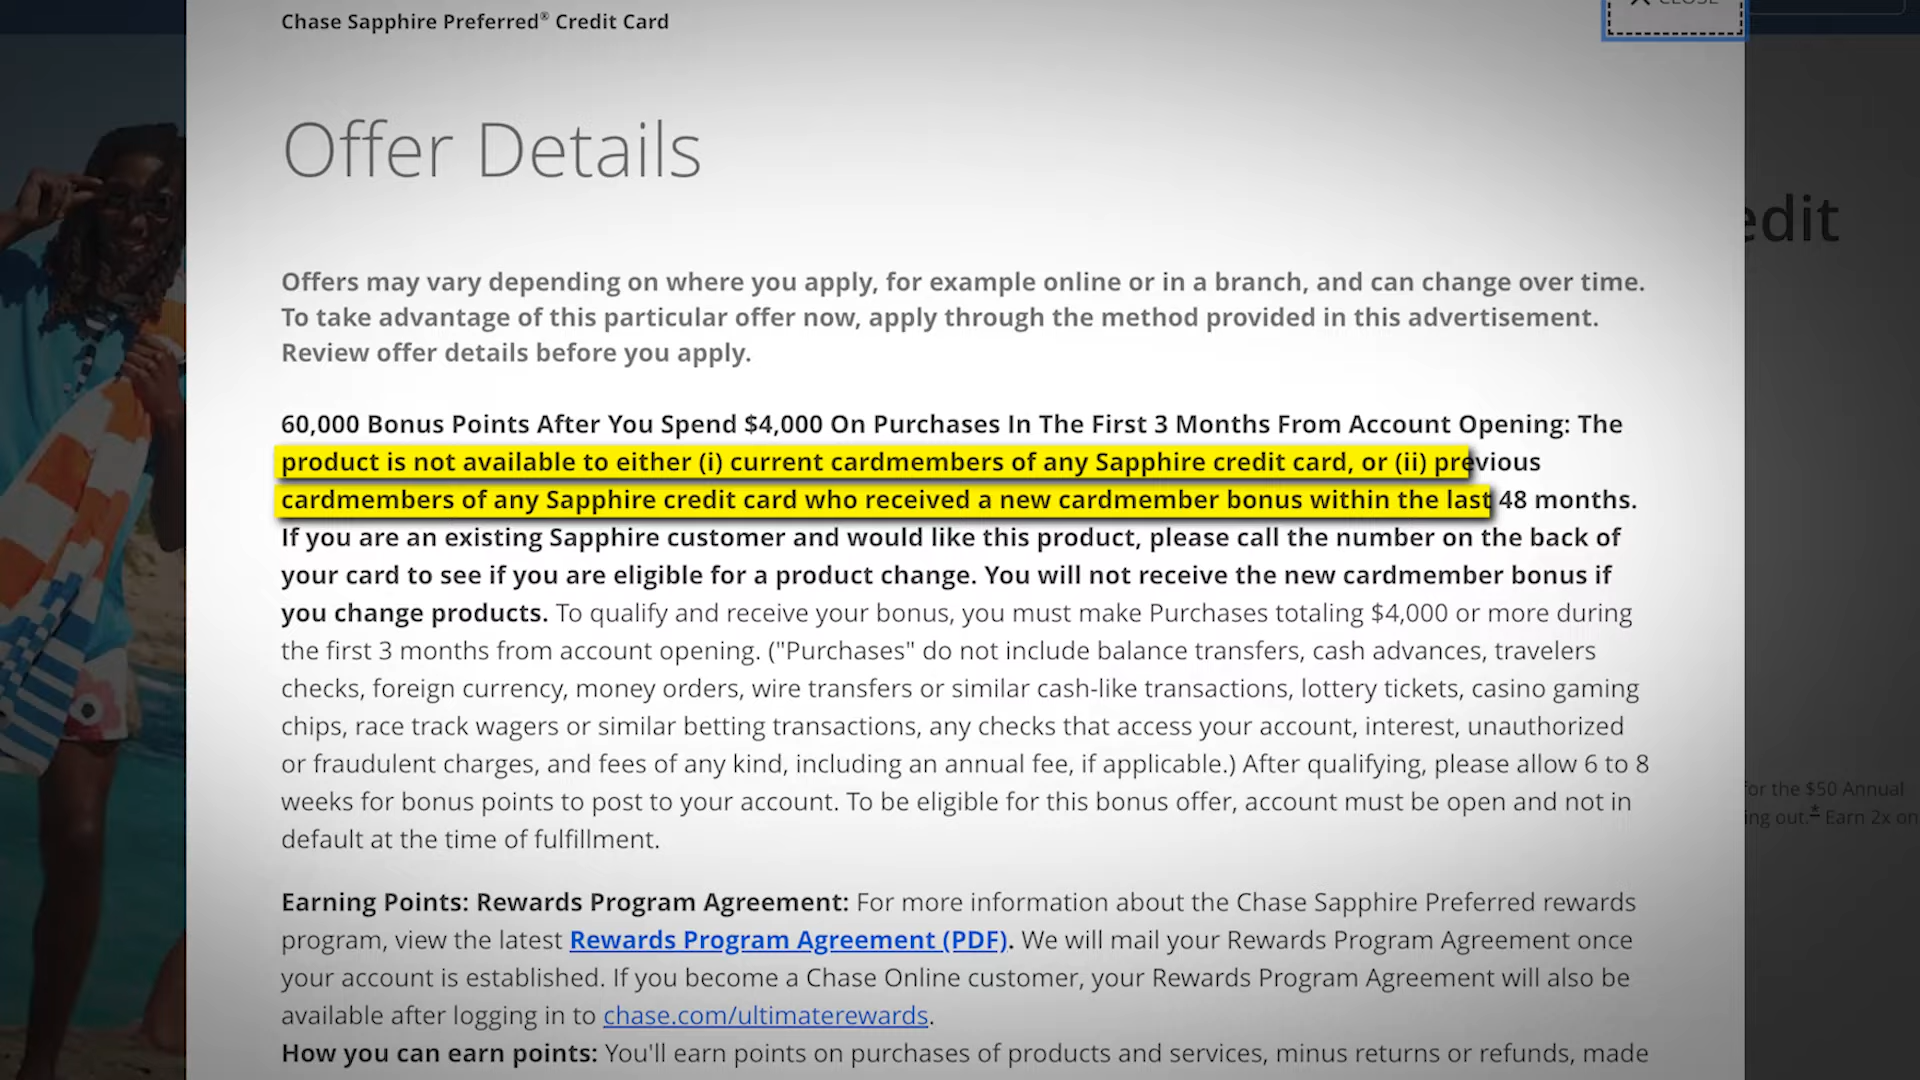 Chase Sapphire Preferred® Credit Card
CLOSE
Offer Details
edit
Offers may vary depending on where you apply, for example online or in a branch, and can change over time.
To take advantage of this particular offer now, apply through the method provided in this advertisement.
Review offer details before you apply.
60,000 Bonus Points After You Spend $4,000 On Purchases In The First 3 Months From Account Opening: The
product is not available to either (i) current cardmembers of any Sapphire credit card, or (ii) previous
cardmembers of any Sapphire credit card who received a new cardmember bonus within the last 48 months.
If you are an existing Sapphire customer and would like this product, please call the number on the back of
your card to see if you are eligible for a product change. You will not receive the new cardmember bonus if
you change products. To qualify and receive your bonus, you must make Purchases totaling $4,000 or more during
the first 3 months from account opening. ("Purchases" do not include balance transfers, cash advances, travelers
checks, foreign currency, money orders, wire transfers or similar cash-like transactions, lottery tickets, casino gaming
chips, race track wagers or similar betting transactions, any checks that access your account, interest, unauthorized
or fraudulent charges, and fees of any kind, including an annual fee, if applicable.) After qualifying, please allow 6 to 8
weeks for bonus points to post to your account. To be eligible for this bonus offer, account must be open and not in
default at the time of fulfillment.
for the $50 Annual
ing out.* Earn 2x on
Earning Points: Rewards Program Agreement: For more information about the Chase Sapphire Preferred rewards
program, view the latest Rewards Program Agreement (PDF). We will mail your Rewards Program Agreement once
your account is established. If you become a Chase Online customer, your Rewards Program Agreement will also be
available after logging in to chase.com/ultimaterewards.
How you can earn points: You'll earn points on purchases of products and services, minus returns or refunds, made